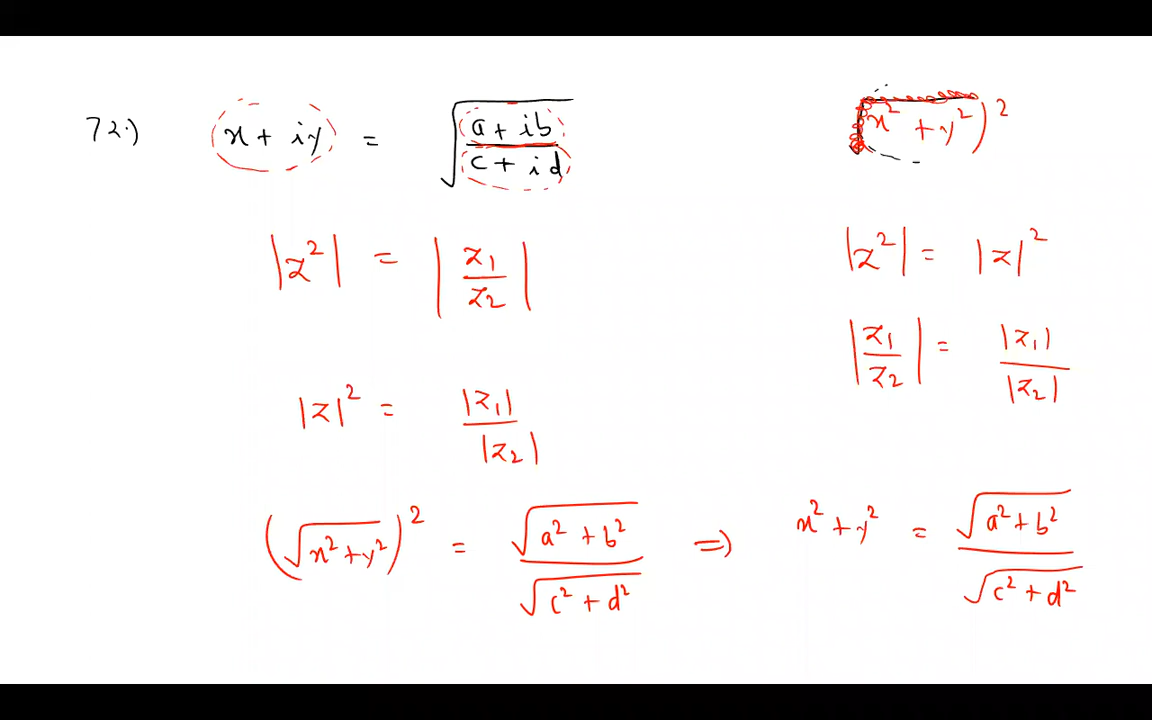 72:) x + iy = √((a + ib)/(c + id))
√(x² + y²)²
|z²| = |z₁/z₂|
|z²| = |z|²
|z₁/z₂| = |z₁|/|z₂|
|z|² = |z₁|/|z₂|
(√(x² + y²))² = √(a² + b²)/√(c² + d²) ⇒ x² + y² = √(a² + b²)/√(c² + d²)